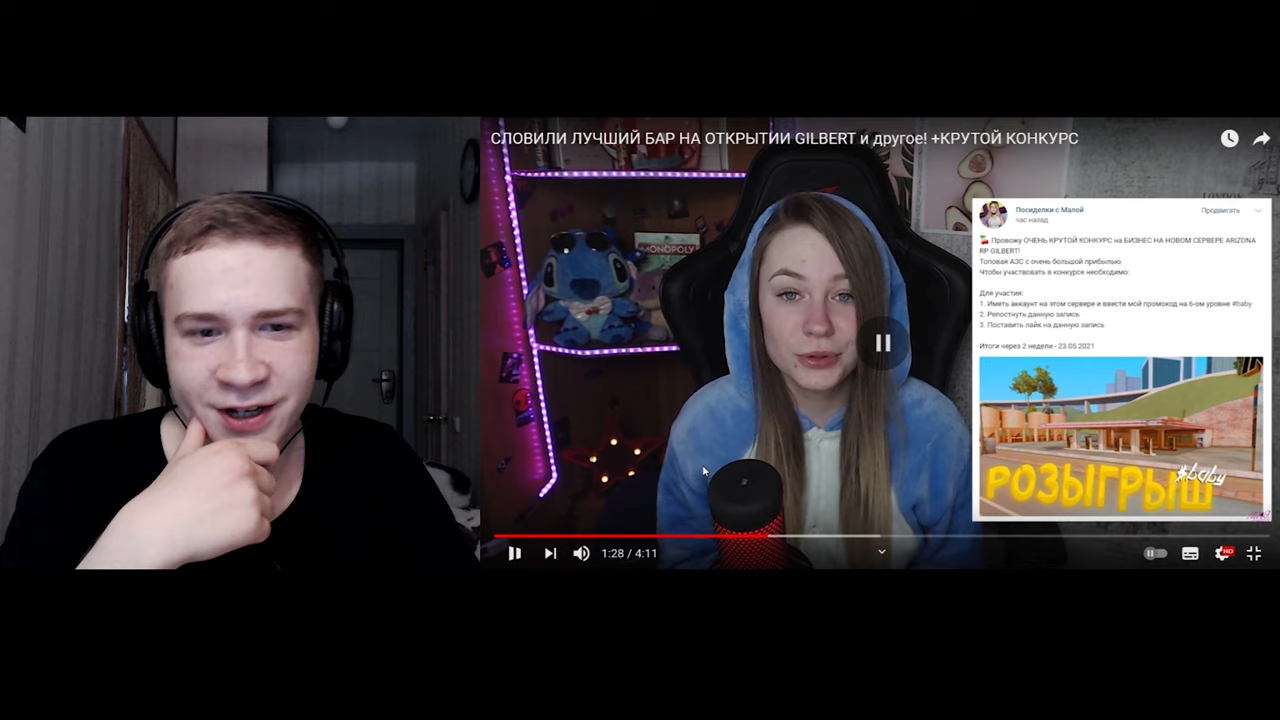 СЛОВИЛИ ЛУЧШИЙ БАР НА ОТКРЫТИИ GILBERT и другое! +КРУТОЙ КОНКУРС
MONOPOLY
LONDON
Посиделки с Малой
час назад
Продвигать
Провожу ОЧЕНЬ КРУТОЙ КОНКУРС на БИЗНЕС НА НОВОМ СЕРВЕРЕ ARIZONA
RP GILBERT!
Топовая АЗС с очень большой прибылью.
Чтобы участвовать в конкурсе необходимо:
Для участия:
1. Иметь аккаунт на этом сервере и ввести мой промокод на 6-ом уровне #baby
2. Репостнуть данную запись
3. Поставить лайк на данную запись
Итоги через 2 недели - 23.05.2021
РОЗЫГРЫШ
#baby
1:28 / 4:11
HD